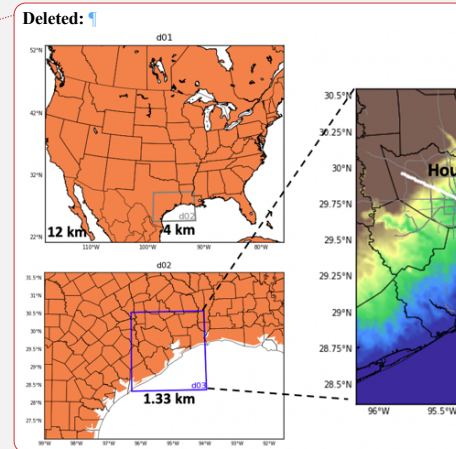 Deleted: ¶
d01
52°N
42°N
32°N
22°N
d02
12 km
4 km
110°W
100°W
90°W
80°W
d02
31.5°N
31°N
30.5°N
30°N
29.5°N
29°N
28.5°N
28°N
27.5°N
d03
1.33 km
99°W
98°W
97°W
96°W
95°W
94°W
93°W
92°W
30.5°N
30.25°N
30°N
29.75°N
29.5°N
29.25°N
29°N
28.75°N
28.5°N
Hou
96°W
95.5°W